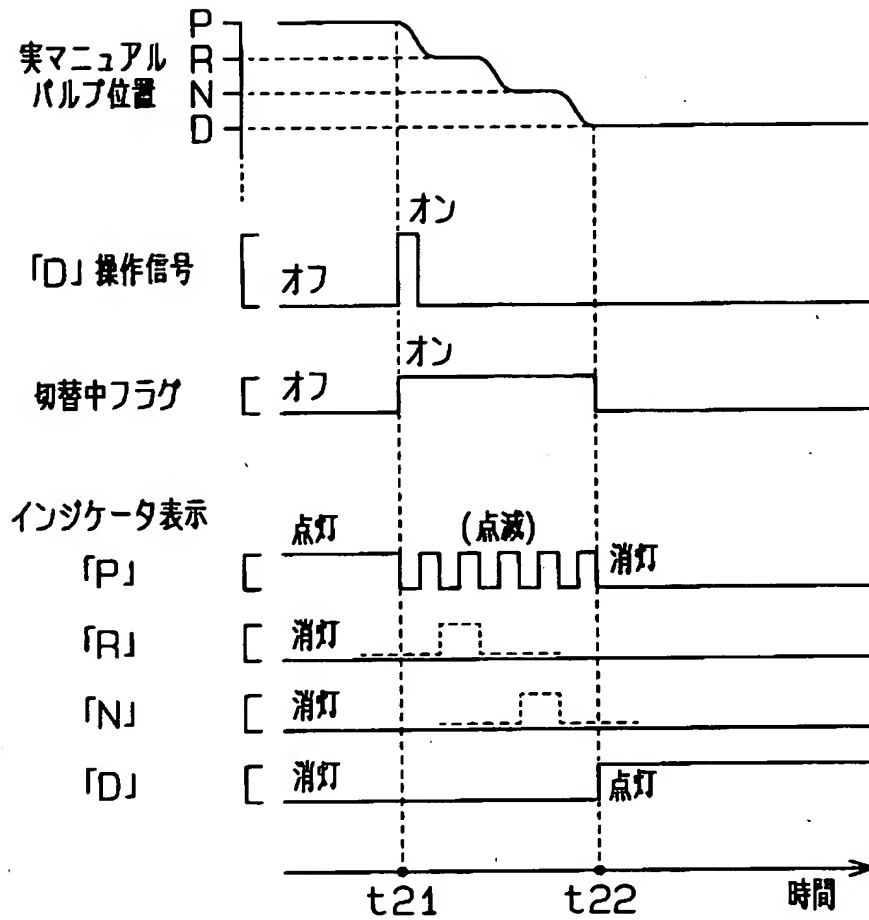 P
実マニュアル R
バルブ位置 N
D
オン
「D」操作信号 オフ
オン
切替中フラグ オフ
インジケータ表示
点灯 (点滅) 消灯
「P」
「R」 消灯
「N」 消灯
「D」 消灯 点灯
t21 t22 時間